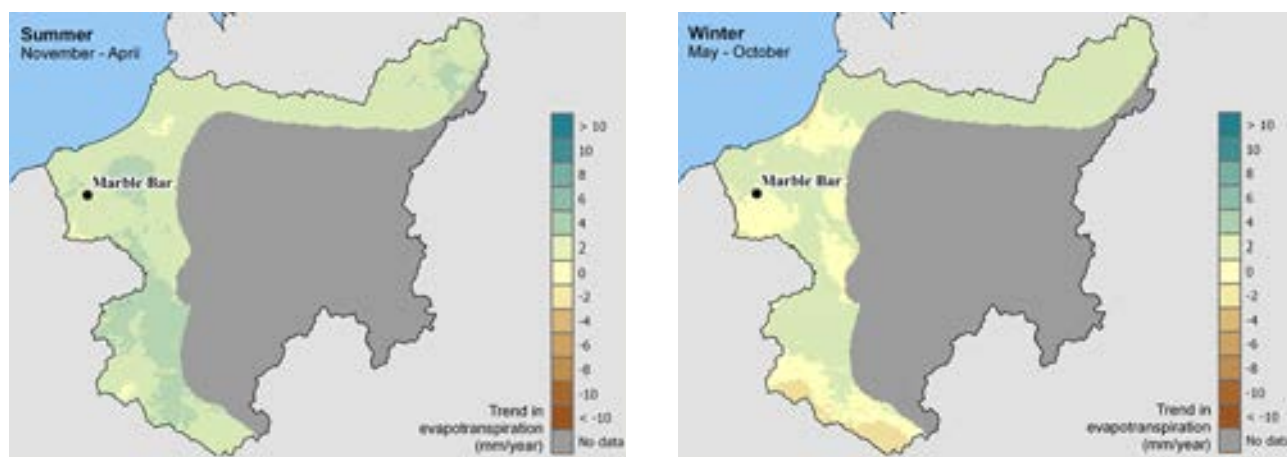 Summer
November - April
Marble Bar
> 10
10
8
6
4
2
0
-2
-4
-6
-8
-10
< -10
No data
Trend in
evapotranspiration
(mm/year)
Winter
May - October
Marble Bar
> 10
10
8
6
4
2
0
-2
-4
-6
-8
-10
< -10
No data
Trend in
evapotranspiration
(mm/year)